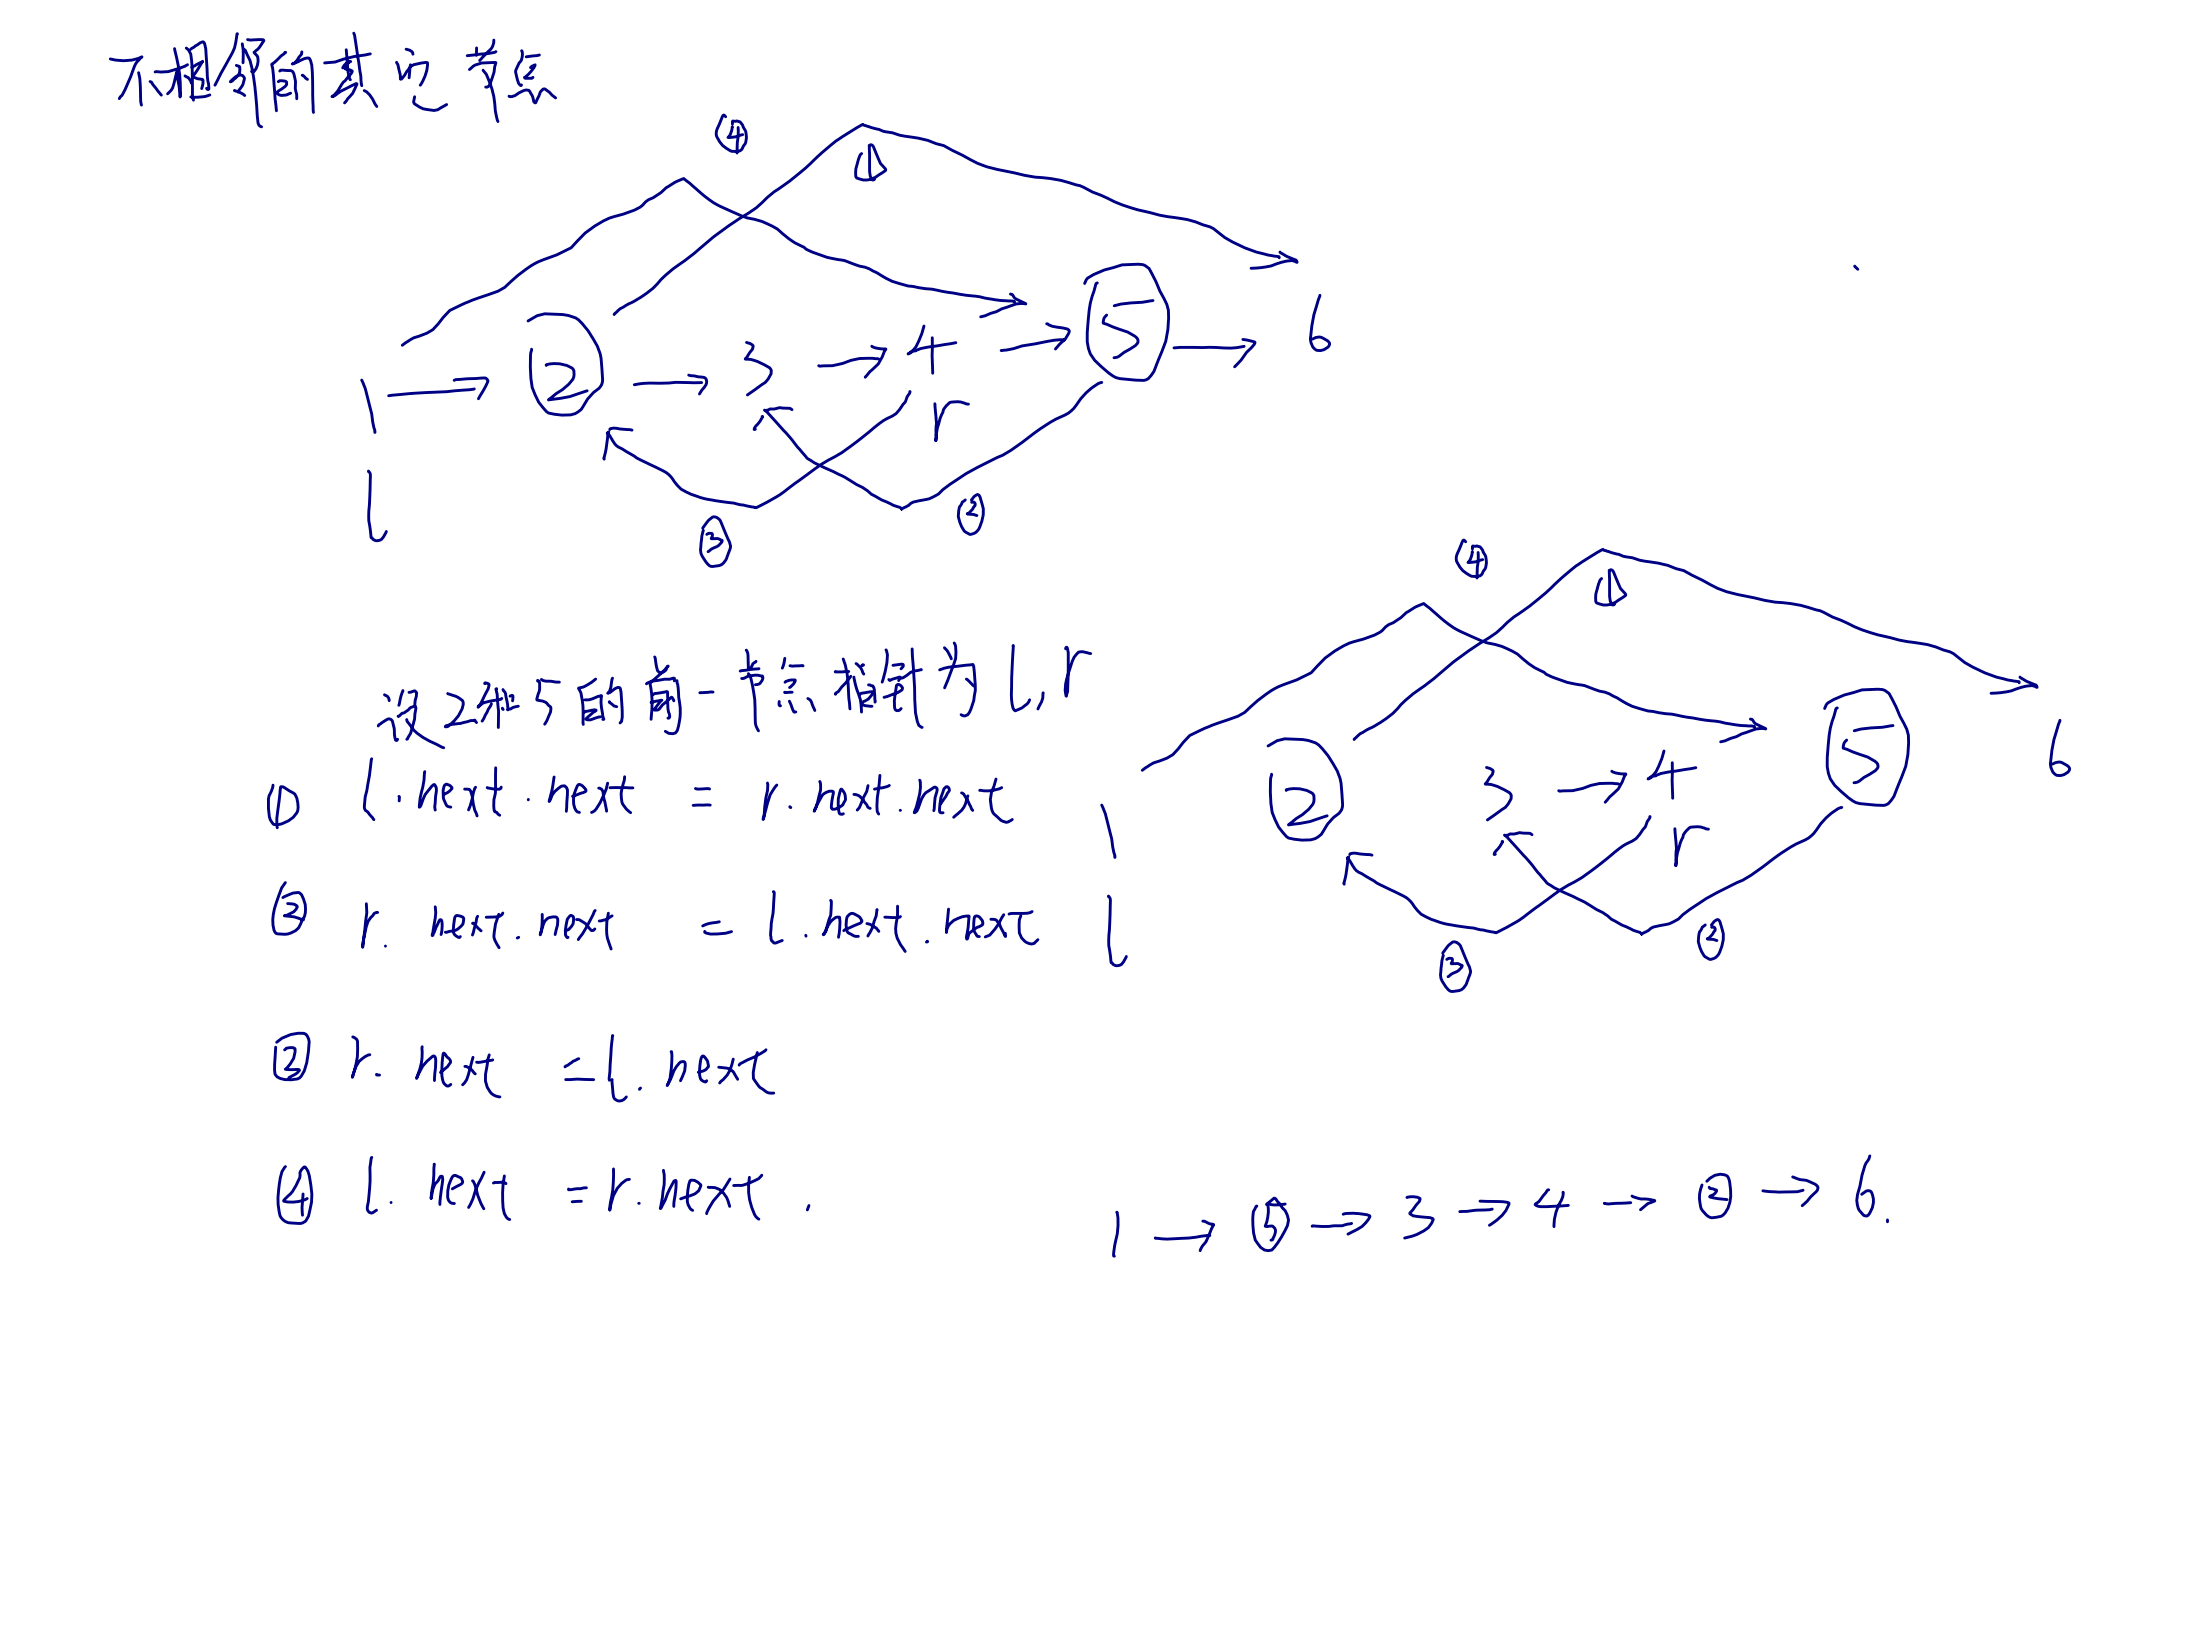 不相邻的其它节点
④ ①
1 → ② → 3 → 4 → ⑤ → 6
l r
③ ②
设2和5的前一节点指针为l,r
① l.next.next = r.next.next
② r.next.next = l.next.next
③ r.next = l.next
④ l.next = r.next.
④ ①
1 ② 3 → 4 ⑤ 6
l r
③ ②
1 → ⑤ → 3 → 4 → ② → 6.